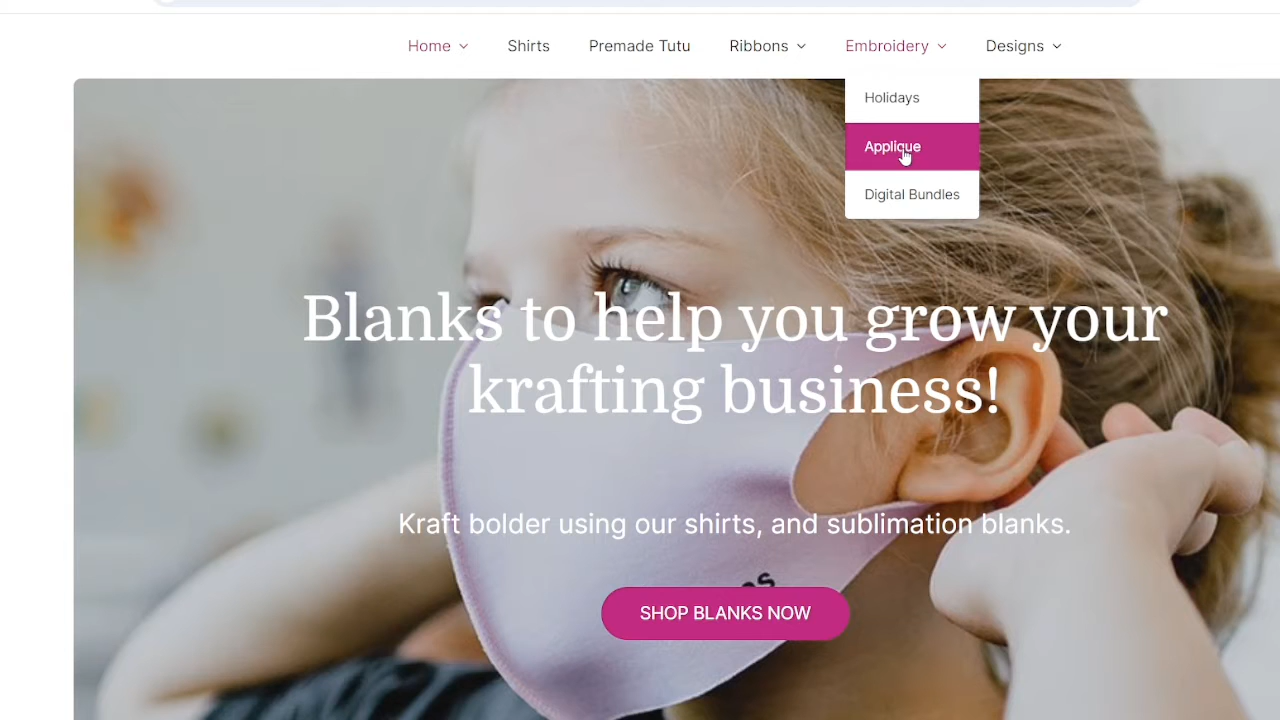 Home
Shirts
Premade Tutu
Ribbons
Embroidery
Designs
Holidays
Applique
Digital Bundles
Blanks to help you grow your
krafting business!
Kraft bolder using our shirts, and sublimation blanks.
SHOP BLANKS NOW